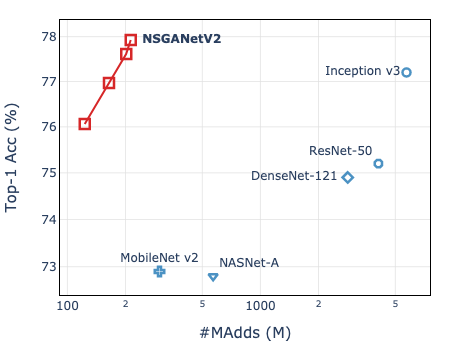 78
NSGANetV2
77
Inception v3
76
ResNet-50
75
DenseNet-121
74
MobileNet v2
NASNet-A
73
100 2 5 1000 2 5
#MAdds (M)
Top-1 Acc (%)